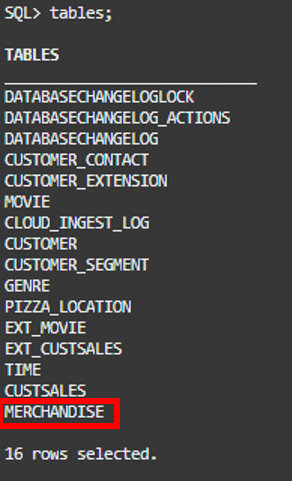 SQL> tables;
TABLES
DATABASECHANGELOGLOCK
DATABASECHANGELOG_ACTIONS
DATABASECHANGELOG
CUSTOMER_CONTACT
CUSTOMER_EXTENSION
MOVIE
CLOUD_INGEST_LOG
CUSTOMER
CUSTOMER_SEGMENT
GENRE
PIZZA_LOCATION
EXT_MOVIE
EXT_CUSTSALES
TIME
CUSTSALES
MERCHANDISE
16 rows selected.